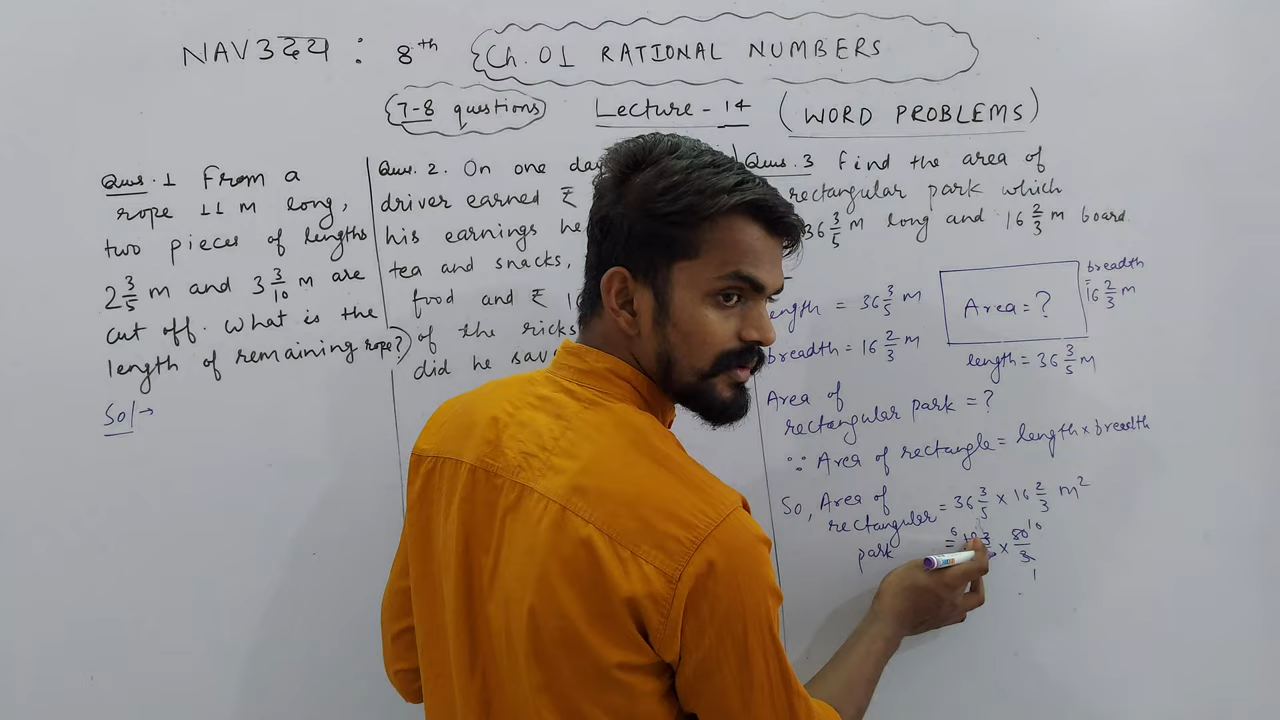 NAV3ਹੋਟਲ : 8th Ch. 01 RATIONAL NUMBERS
7-8 questions Lecture - 14 (WORD PROBLEMS)
Ques. 1 From a
rope 11 m long,
two pieces of lengths
2 3/5 m and 3 3/10 m are
cut off. What is the
length of remaining rope?
Sol→
Ques. 2. On one day
driver earned ₹
his earnings he
tea and snacks,
food and ₹ 1
of the ricks
did he sav
Ques. 3 Find the area of
rectangular park which
36 3/5 m long and 16 2/3 m board.
length = 36 3/5 m
breadth = 16 2/3 m
breadth
= 16 2/3 m
Area = ?
length = 36 3/5 m
Area of
rectangular park = ?
∵ Area of rectangle = length × breadth
So, Area of
rectangular = 36 3/5 × 16 2/3 m²
park
× 50/3 10
1